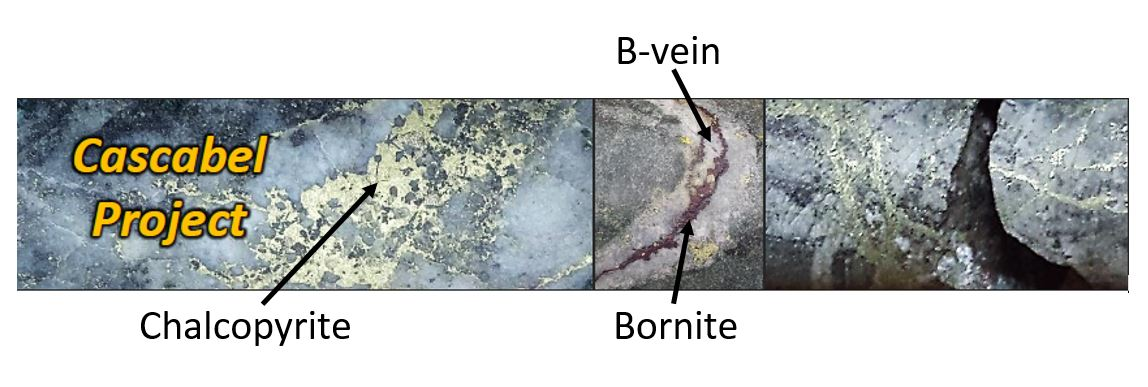 B-vein
Cascabel
Project
Chalcopyrite
Bornite